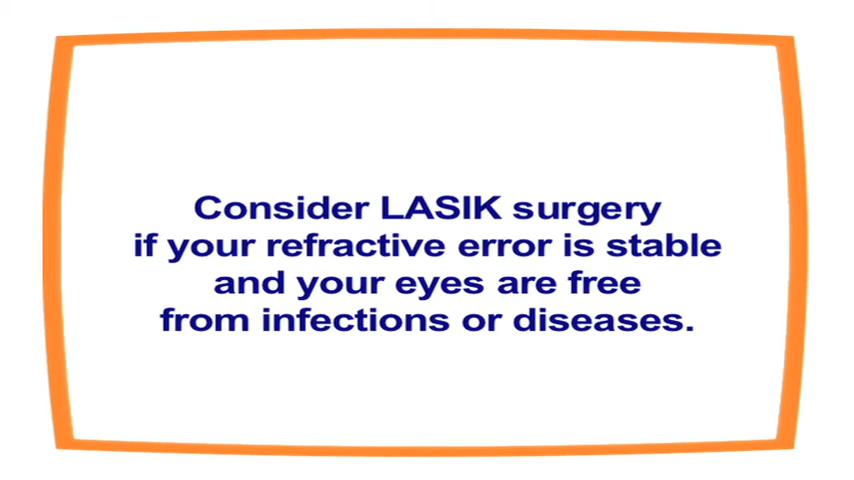 Consider LASIK surgery
if your refractive error is stable
and your eyes are free
from infections or diseases.